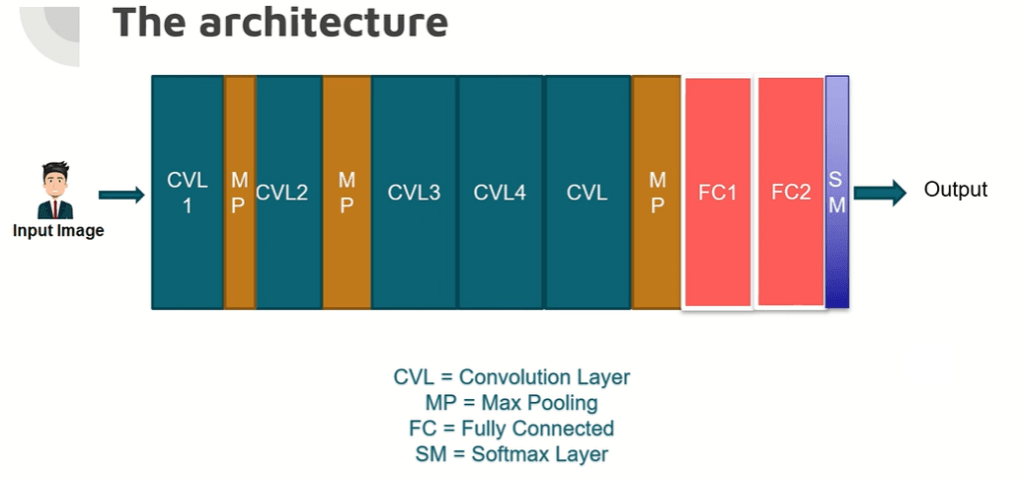 The architecture
CVL
1
M
P
CVL2
M
P
CVL3
CVL4
CVL
M
P
FC1
FC2
S
M
Output
Input Image
CVL = Convolution Layer
MP = Max Pooling
FC = Fully Connected
SM = Softmax Layer